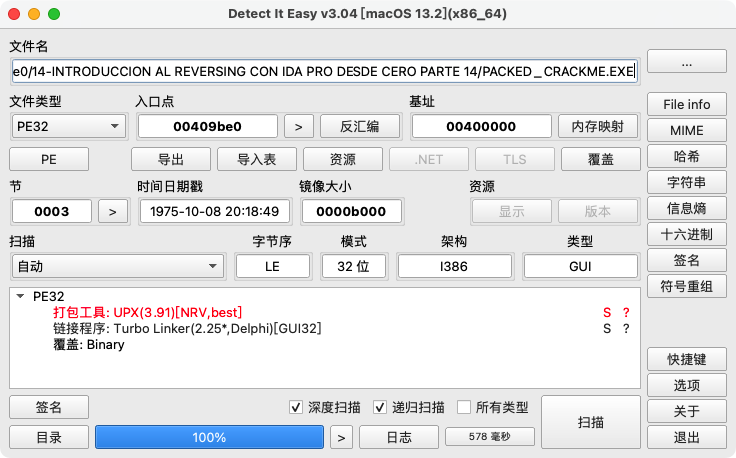 Detect It Easy v3.04 [macOS 13.2](x86_64)
文件名
e0/14-INTRODUCCION AL REVERSING CON IDA PRO DESDE CERO PARTE 14/PACKED_CRACKME.EXE
...
文件类型 入口点 基址
File info
PE32 00409be0 > 反汇编 00400000 内存映射
MIME
PE 导出 导入表 资源 .NET TLS 覆盖
哈希
节 时间日期戳 镜像大小 资源
字符串
0003 > 1975-10-08 20:18:49 0000b000 显示 版本
信息熵
扫描 字节序 模式 架构 类型
十六进制
自动 LE 32 位 I386 GUI
签名
符号重组
PE32
打包工具: UPX(3.91)[NRV,best] S ?
链接程序: Turbo Linker(2.25*,Delphi)[GUI32] S ?
覆盖: Binary
快捷键
选项
签名 深度扫描 递归扫描 所有类型 扫描
关于
目录 100% > 日志 578 毫秒
退出